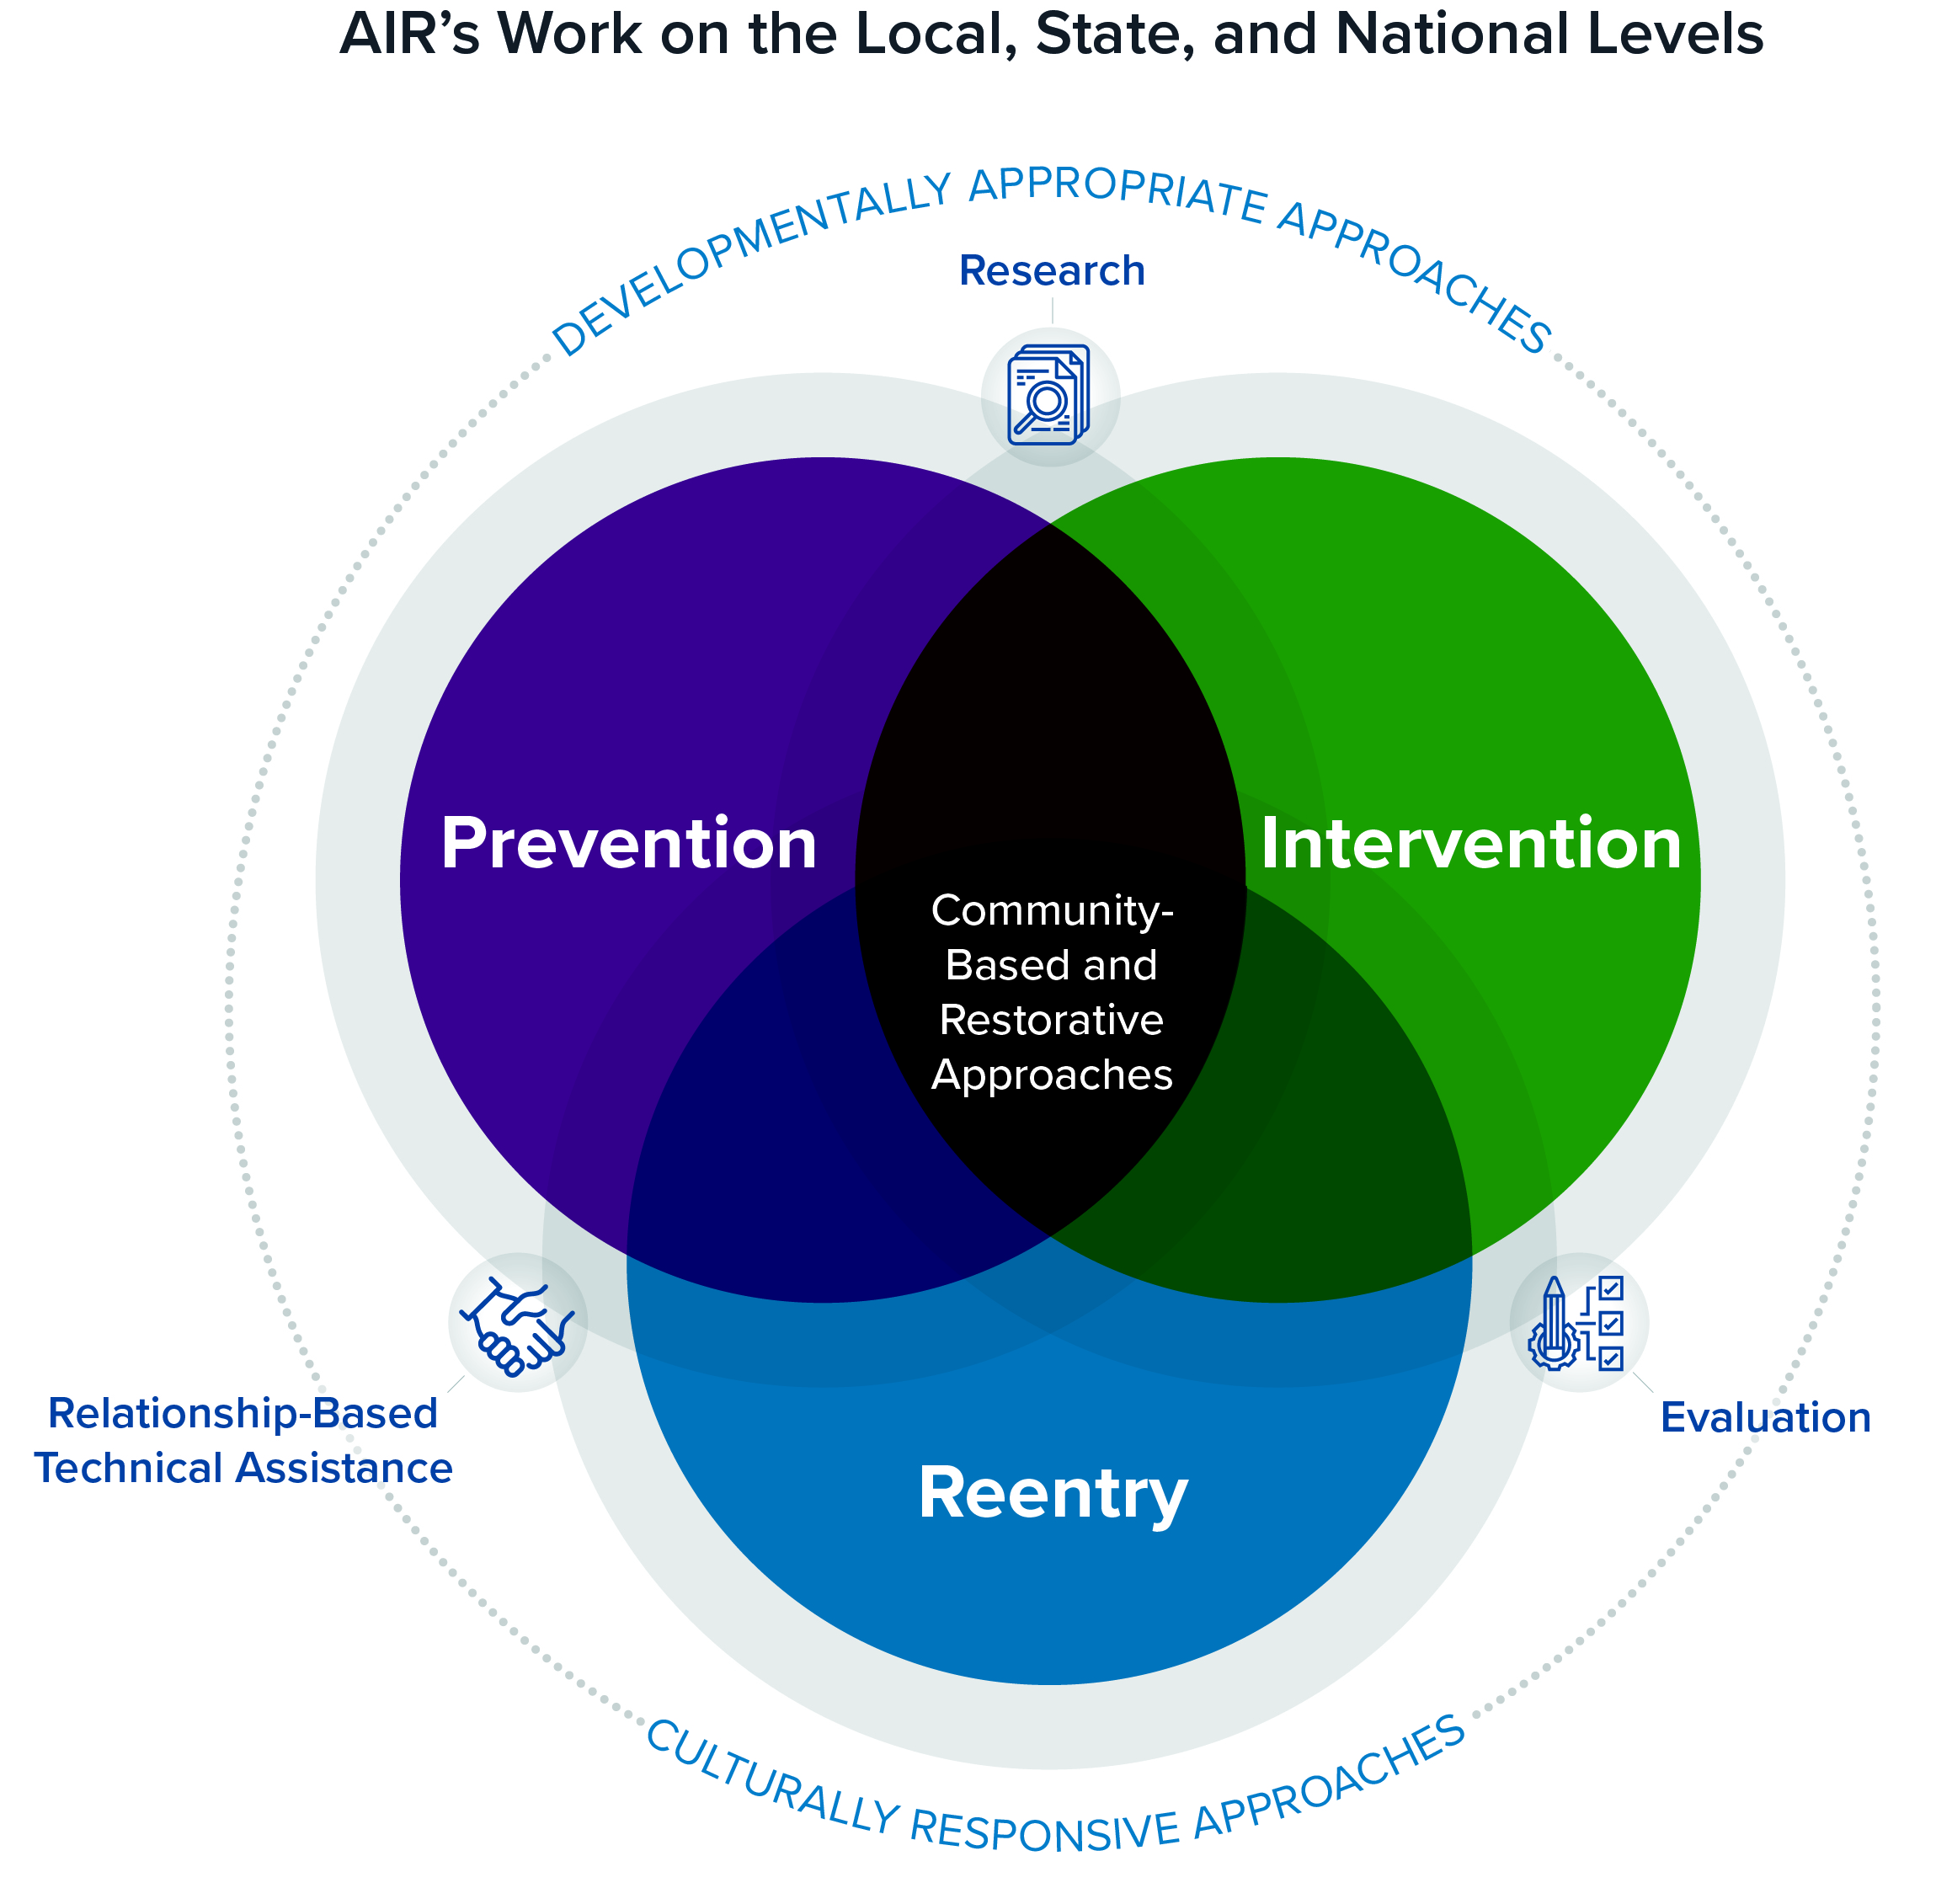 AIR’s Work on the Local, State, and National Levels
DEVELOPMENTALLY APPROPRIATE APPROACHES
Research
Prevention
Intervention
Community-
Based and
Restorative
Approaches
Relationship-Based
Technical Assistance
Evaluation
Reentry
CULTURALLY RESPONSIVE APPROACHES